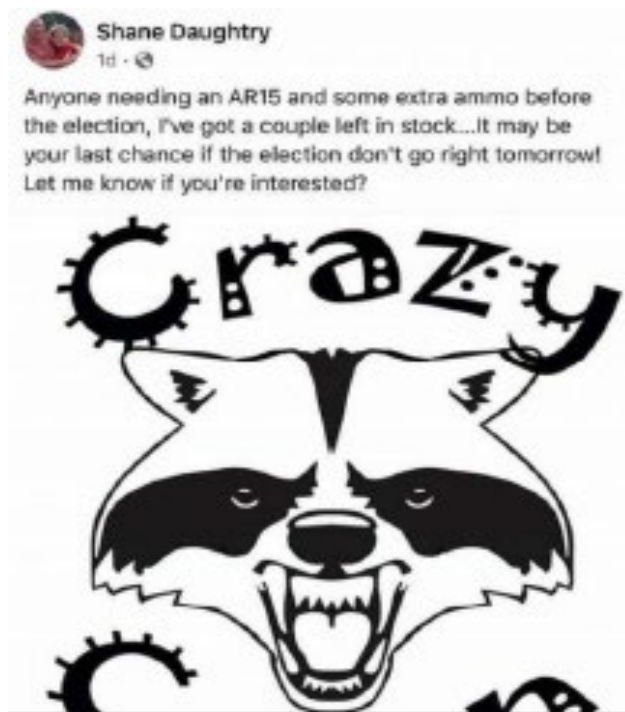 Shane Daughtry
1d ·
Anyone needing an AR15 and some extra ammo before
the election, I've got a couple left in stock...It may be
your last chance if the election don't go right tomorrow!
Let me know if you're interested?
Crazy